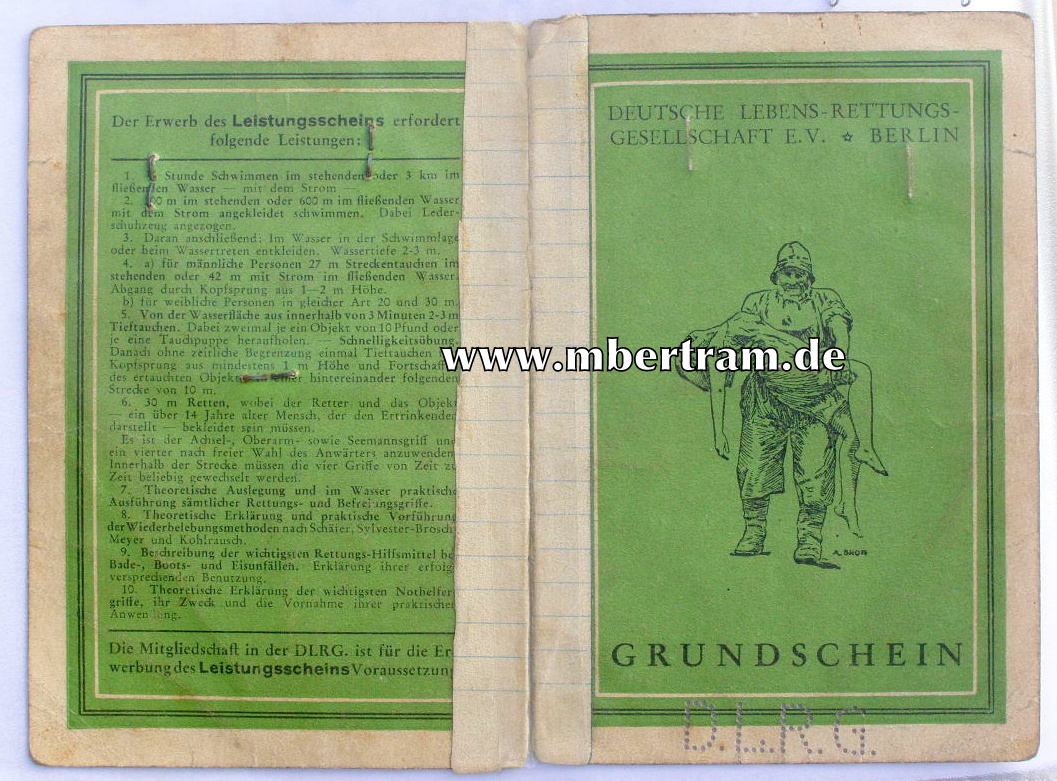 Der Erwerb des Leistungsscheins erfordert
folgende Leistungen:
1. Stunde Schwimmen im stehenden oder 3 km im
fließenden Wasser — mit dem Strom —
2. m im stehenden oder 600 m im fließenden Wasser
mit dem Strom angekleidet schwimmen. Dabei Leder-
schuhzeug angezogen.
3. Daran anschließend: Im Wasser in der Schwimmlage
oder beim Wassertreten entkleiden. Wassertiefe 2-3 m.
4. a) für männliche Personen 27 m Streckentauchen im
stehenden oder 42 m mit Strom im fließenden Wasser.
Abgang durch Kopfsprung aus 1—2 m Höhe.
b) für weibliche Personen in gleicher Art 20 und 30 m.
5. Von der Wasserfläche aus innerhalb von 3 Minuten 2-3 m
Tieftauchen. Dabei zweimal je ein Objekt von 10 Pfund oder
je eine Tauchpuppe heraufholen. — Schnelligkeitsübung.
Danach ohne zeitliche Begrenzung einmal Tieftauchen
Kopfsprung aus mindestens 1 m Höhe und Fortschaff
des ertauchten Objekt hintereinander folgenden
Strecke von 10 m.
6. 30 m Retten, wobei der Retter und das Objekt
— ein über 14 Jahre alter Mensch, der den Ertrinkenden
darstellt — bekleidet sein müssen.
Es ist der Achsel-, Oberarm- sowie Seemannsgriff und
ein vierter nach freier Wahl des Anwärters anzuwenden
Innerhalb der Strecke müssen die vier Griffe von Zeit zu
Zeit beliebig gewechselt werden.
7. Theoretische Auslegung und im Wasser praktische
Ausführung sämtlicher Rettungs- und Befreiungsgriffe.
8. Theoretische Erklärung und praktische Vorführung
der Wiederbelebungsmethoden nach Schäfer, Sylvester-Brosch
Meyer und Kohlrausch.
9. Beschreibung der wichtigsten Rettungs-Hilfsmittel be
Bade-, Boots- und Eisunfällen. Erklärung ihrer erfolg-
versprechenden Benutzung.
10. Theoretische Erklärung der wichtigsten Nothelfer-
griffe, ihr Zweck und die Vornahme ihrer praktischen
Anwendung.
Die Mitgliedschaft in der DLRG. ist für die Er-
werbung des Leistungsscheins Voraussetzung
DEUTSCHE LEBENS-RETTUNGS-
GESELLSCHAFT E.V. ☆ BERLIN
www.mbertram.de
GRUNDSCHEIN
D.L.R.G.